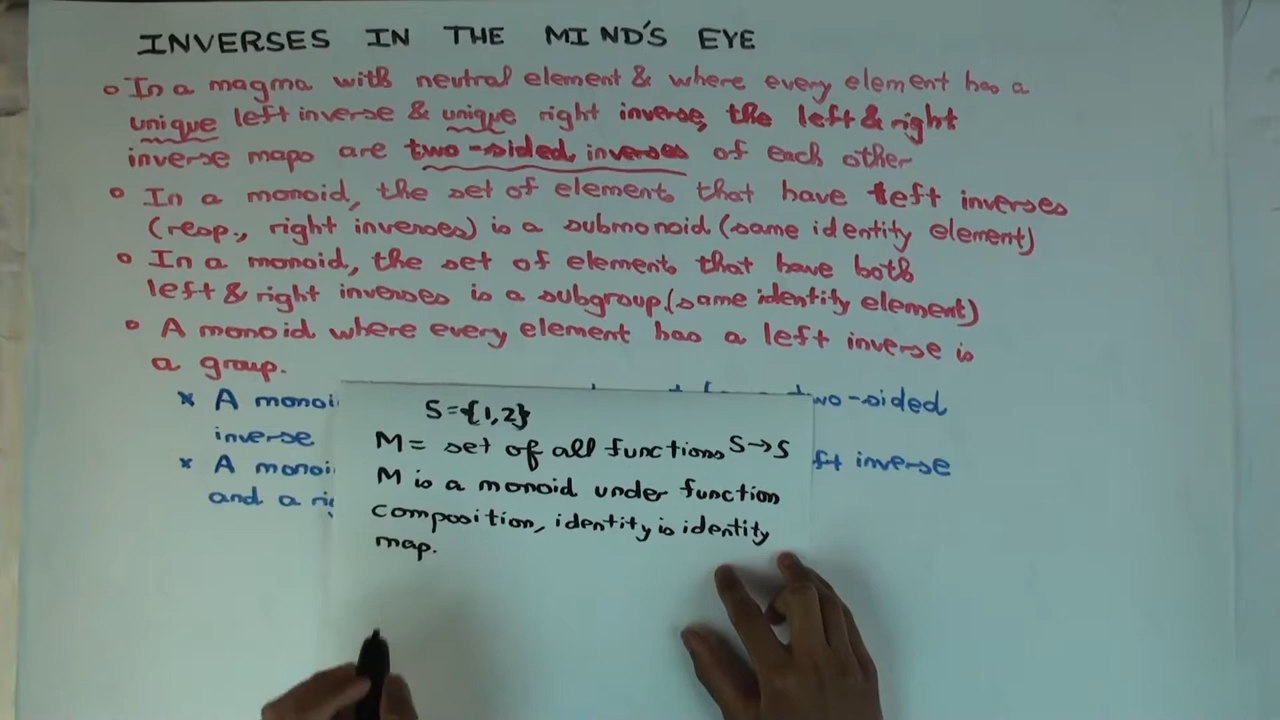 INVERSES IN THE MIND'S EYE
In a magma with neutral element & where every element has a
unique left inverse & unique right inverse, the left & right
inverse maps are two-sided inverses of each other
In a monoid, the set of elements that have left inverses
(resp., right inverses) is a submonoid (same identity element)
In a monoid, the set of elements that have both
left & right inverses is a subgroup. (same identity element)
A monoid where every element has a left inverse is
a group.
* A
wo-sided
inverse
* A
ft inverse
and a
S={1,2}
M= set of all functions S→S
M is a monoid under function
composition, identity is identity
map.